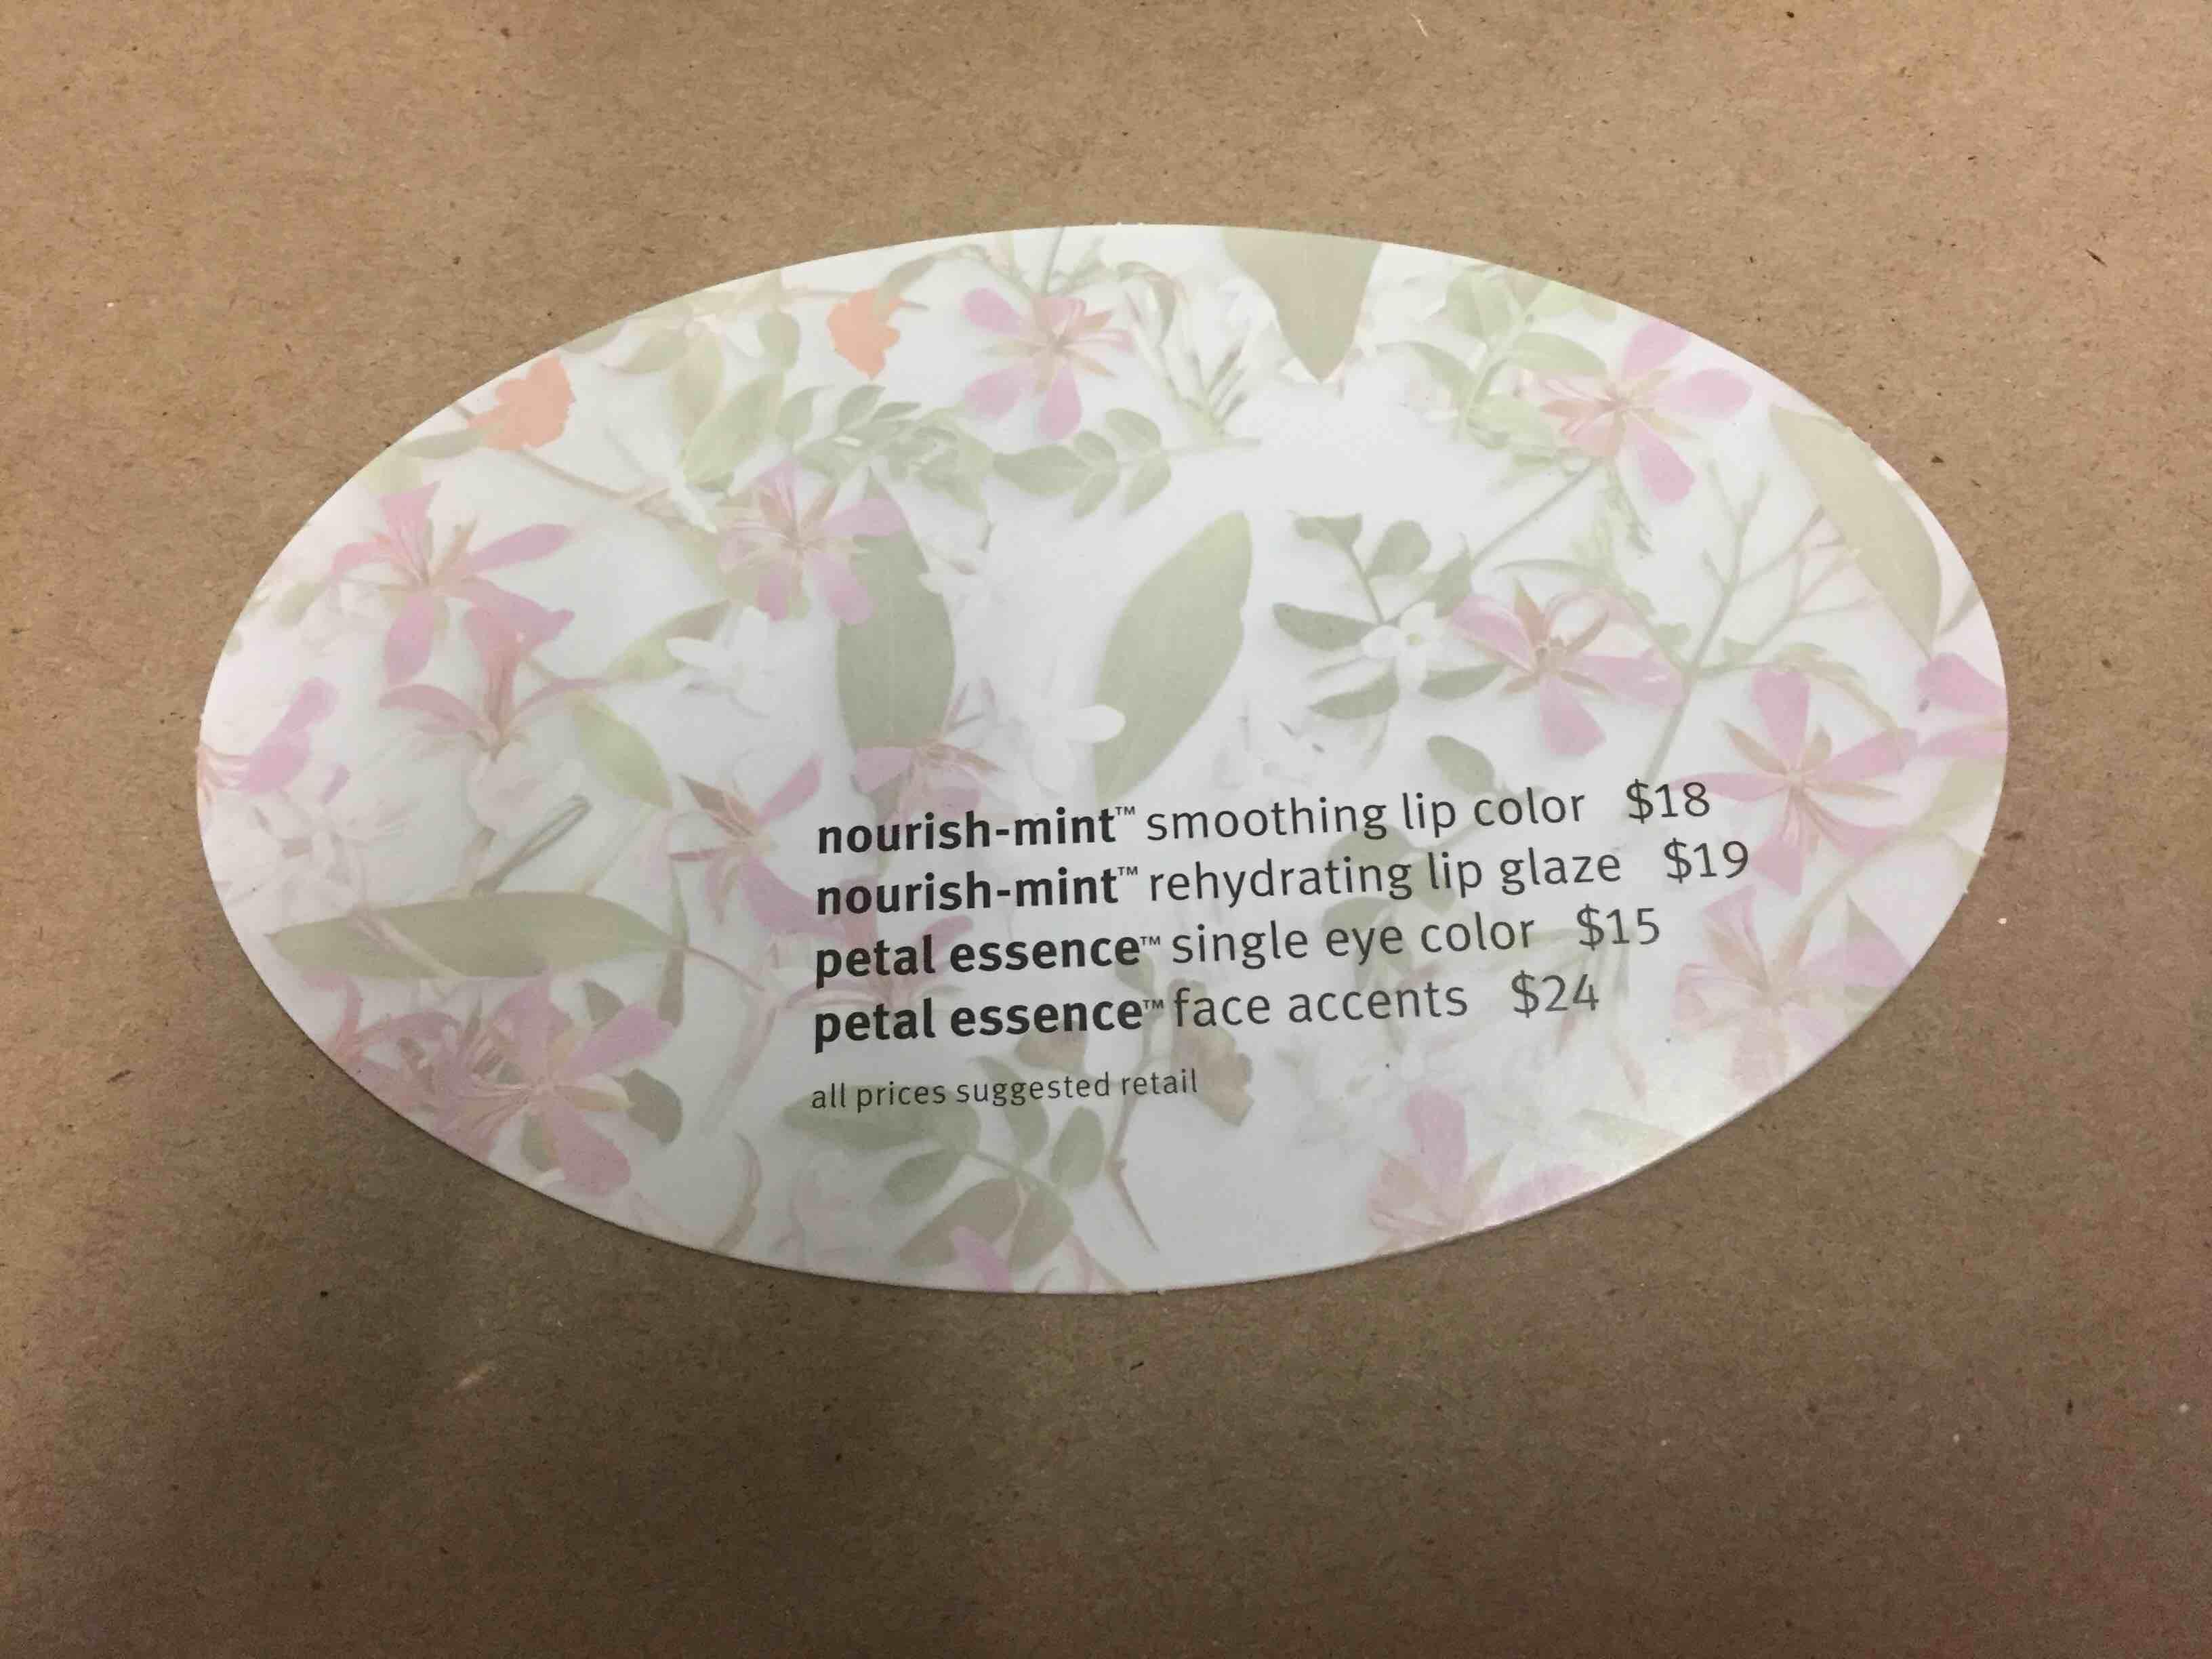 nourish-mint™ smoothing lip color $18
nourish-mint™ rehydrating lip glaze $19
petal essence™ single eye color $15
petal essence™ face accents $24
all prices suggested retail